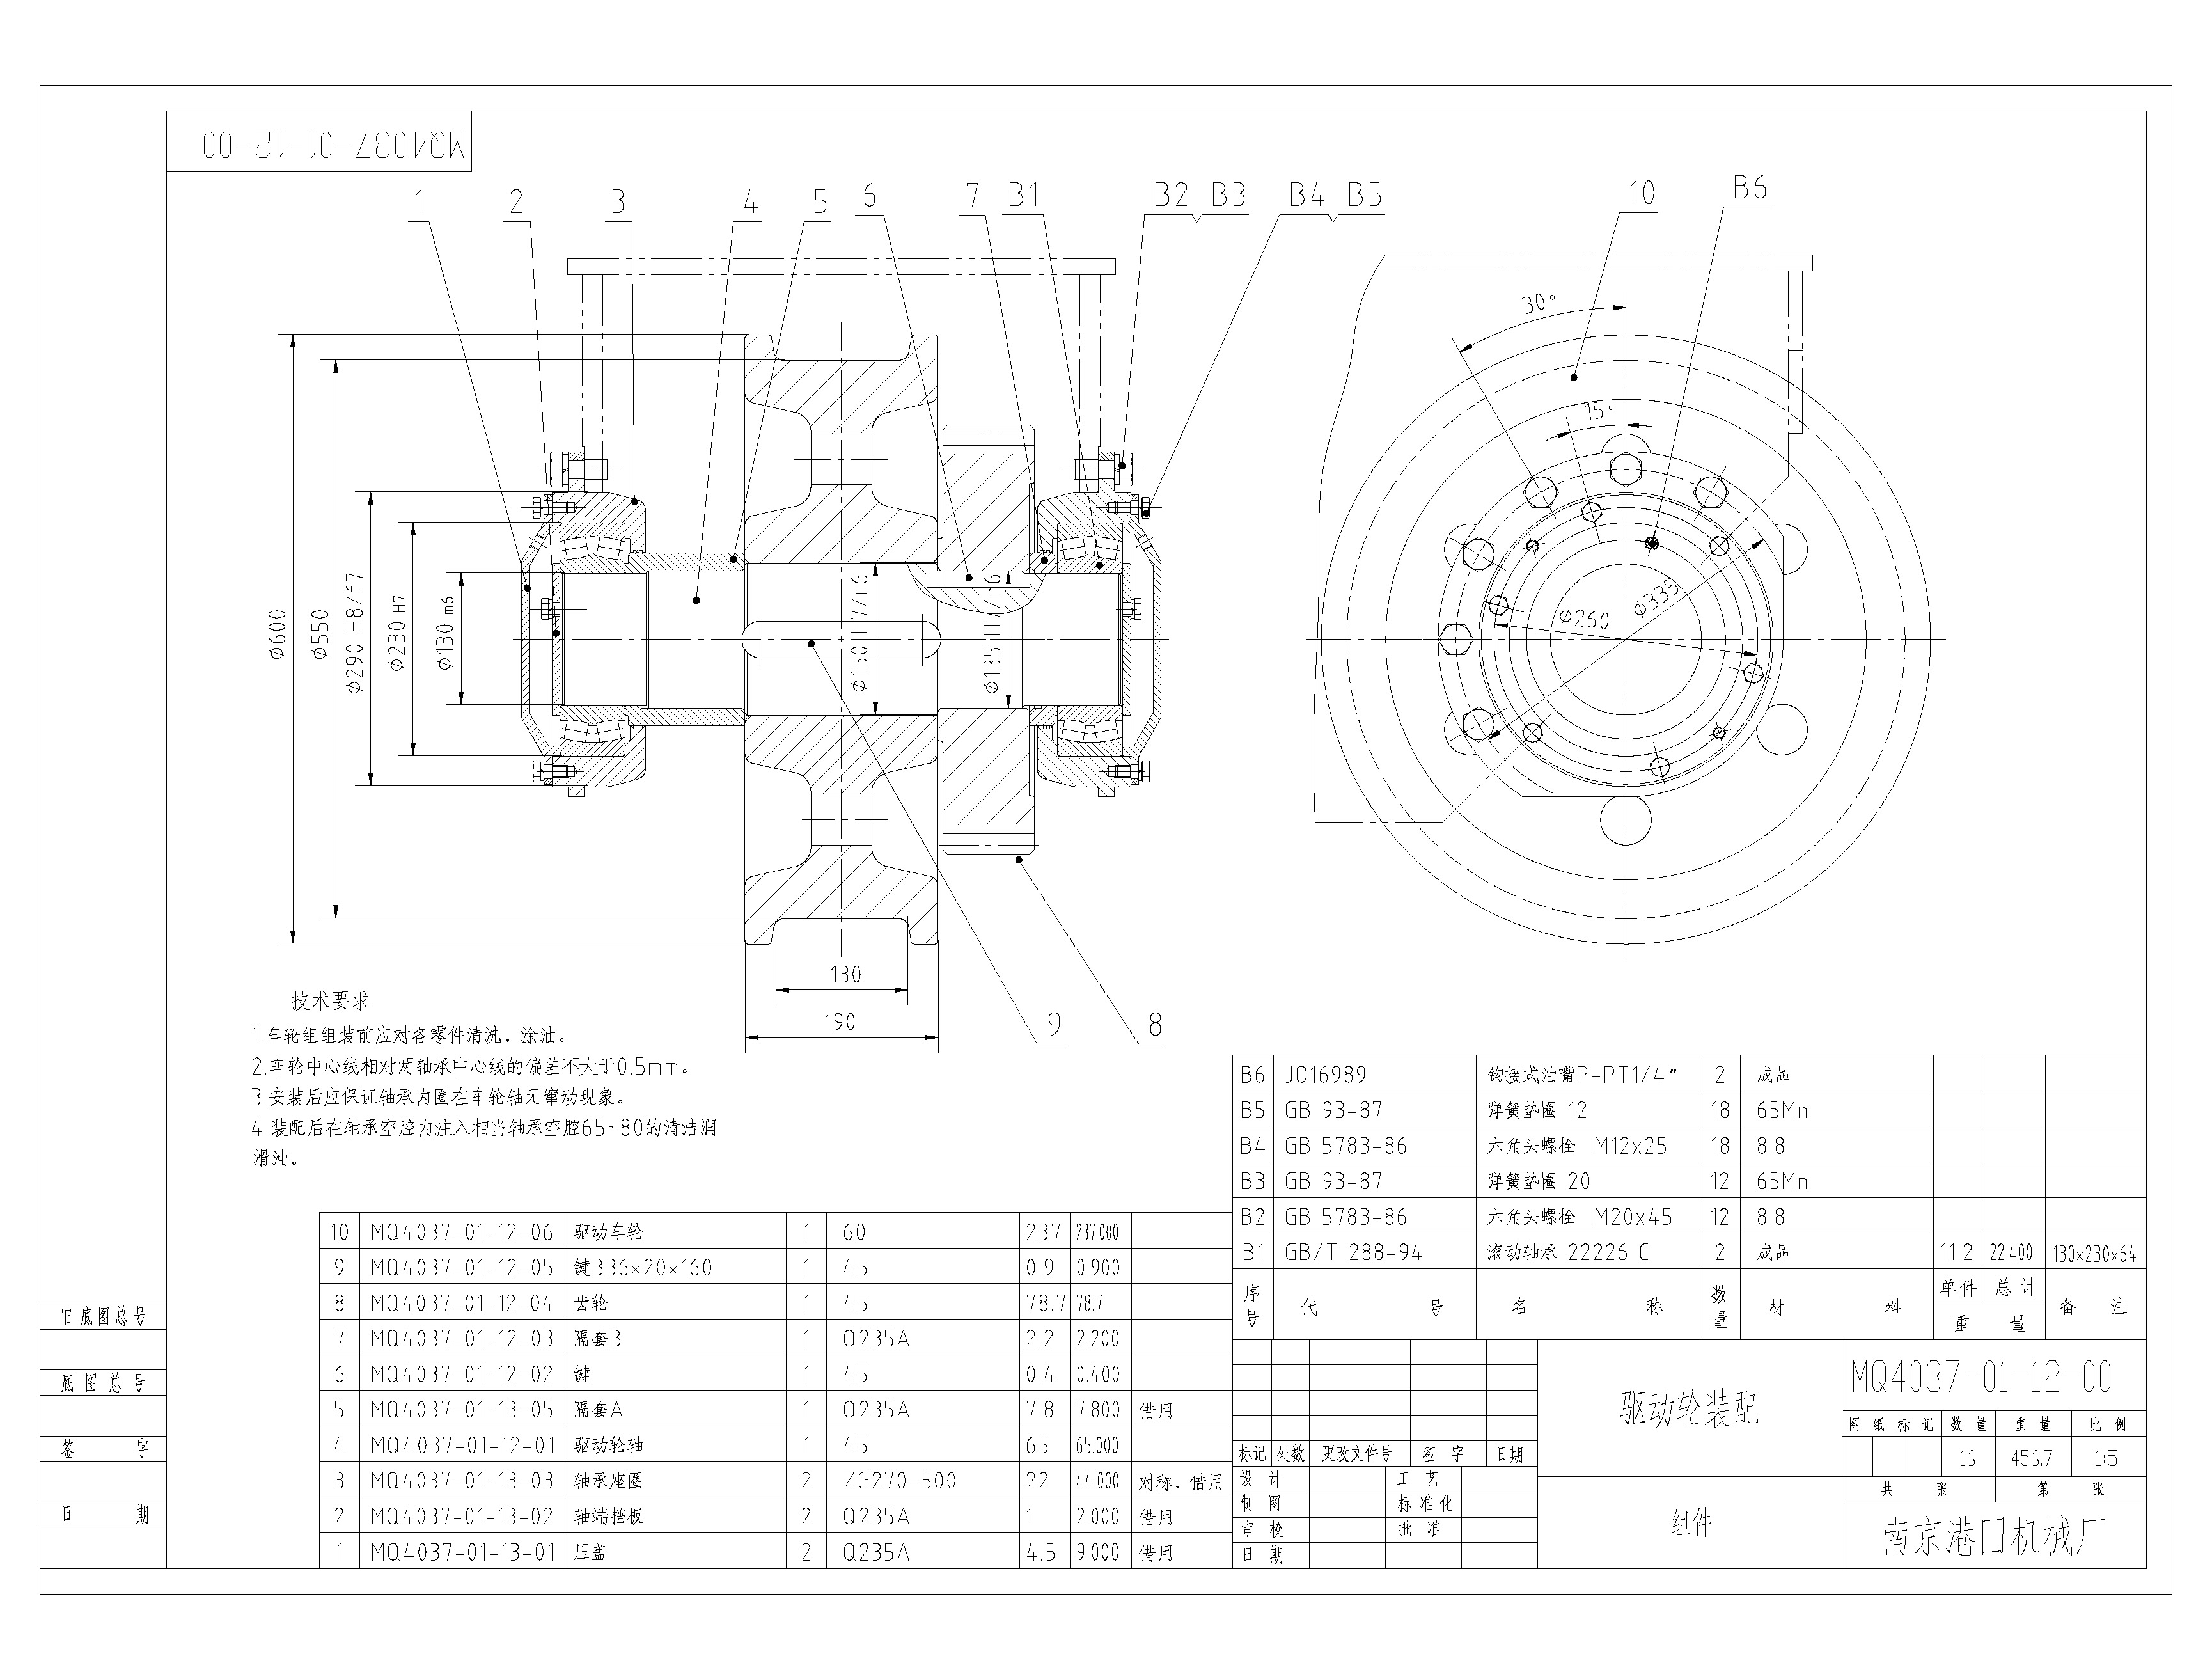 MQ4037-01-12-00
1
2
3
4
5
6
7
B1
B2 B3
B4 B5
10
B6
30°
15°
ϕ260
ϕ335
ϕ600
ϕ550
ϕ290 H8/f7
ϕ230 H7
ϕ130 m6
ϕ150 H7/r6
ϕ135 H7/n6
130
190
9
8
技术要求
1.车轮组组装前应对各零件清洗、涂油。
2.车轮中心线相对两轴承中心线的偏差不大于0.5mm。
3.安装后应保证轴承内圈在车轮轴无窜动现象。
4.装配后在轴承空腔内注入相当轴承空腔65~80的清洁润
滑油。
B6 JO16989 钩接式油嘴P-PT1/4″ 2 成品
B5 GB 93-87 弹簧垫圈 12 18 65Mn
B4 GB 5783-86 六角头螺栓 M12x25 18 8.8
B3 GB 93-87 弹簧垫圈 20 12 65Mn
B2 GB 5783-86 六角头螺栓 M20x45 12 8.8
B1 GB/T 288-94 滚动轴承 22226 C 2 成品 11.2 22.400 130×230×64
序号 代号 名称 数量 材料 单件 总计 重量 备注
10 MQ4037-01-12-06 驱动车轮 1 60 237 237.000
9 MQ4037-01-12-05 键B36×20×160 1 45 0.9 0.900
8 MQ4037-01-12-04 齿轮 1 45 78.7 78.7
7 MQ4037-01-12-03 隔套B 1 Q235A 2.2 2.200
6 MQ4037-01-12-02 键 1 45 0.4 0.400
5 MQ4037-01-13-05 隔套A 1 Q235A 7.8 7.800 借用
4 MQ4037-01-12-01 驱动轮轴 1 45 65 65.000
3 MQ4037-01-13-03 轴承座圈 2 ZG270-500 22 44.000 对称、借用
2 MQ4037-01-13-02 轴端档板 2 Q235A 1 2.000 借用
1 MQ4037-01-13-01 压盖 2 Q235A 4.5 9.000 借用
标记 处数 更改文件号 签字 日期
设计 工艺
制图 标准化
审校 批准
日期
驱动轮装配
组件
MQ4037-01-12-00
图纸标记 数量 重量 比例
16 456.7 1:5
共 张 第 张
南京港口机械厂
旧底图总号
底图总号
签字
日期